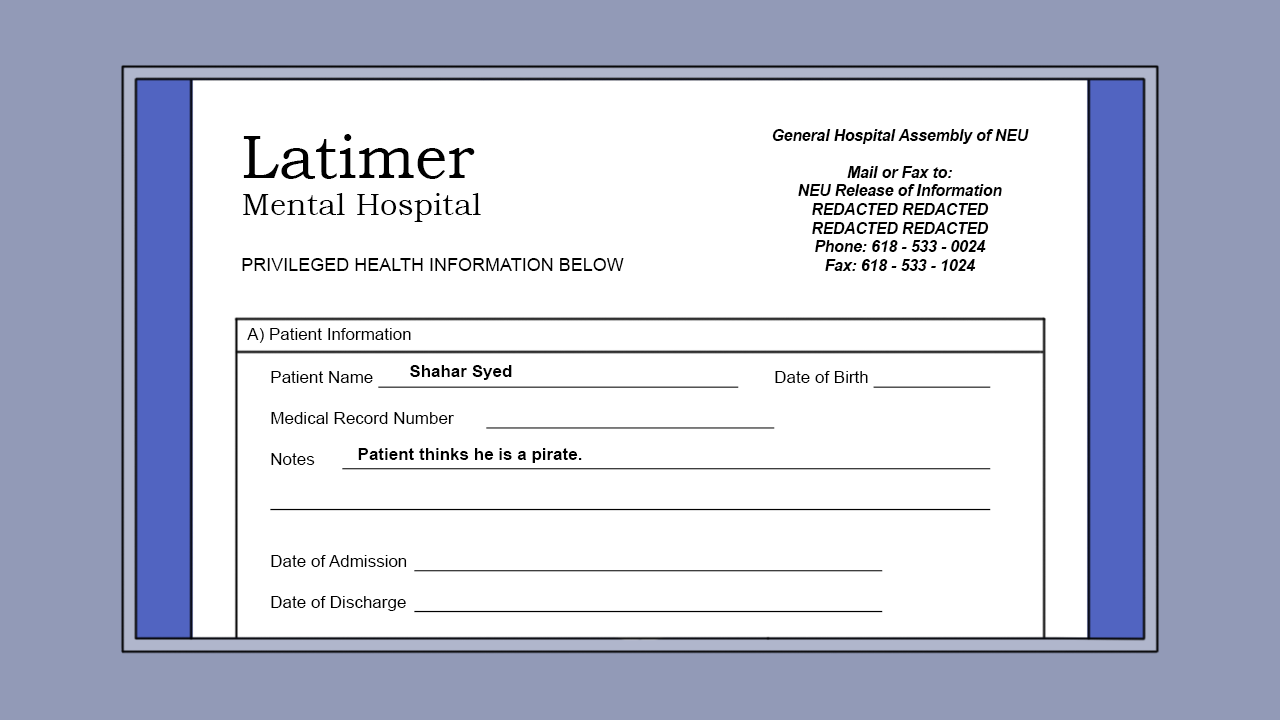 Latimer
Mental Hospital
PRIVILEGED HEALTH INFORMATION BELOW
General Hospital Assembly of NEU
Mail or Fax to:
NEU Release of Information
REDACTED REDACTED
REDACTED REDACTED
Phone: 618 - 533 - 0024
Fax: 618 - 533 - 1024
A) Patient Information
Patient Name Shahar Syed Date of Birth
Medical Record Number
Notes Patient thinks he is a pirate.
Date of Admission
Date of Discharge